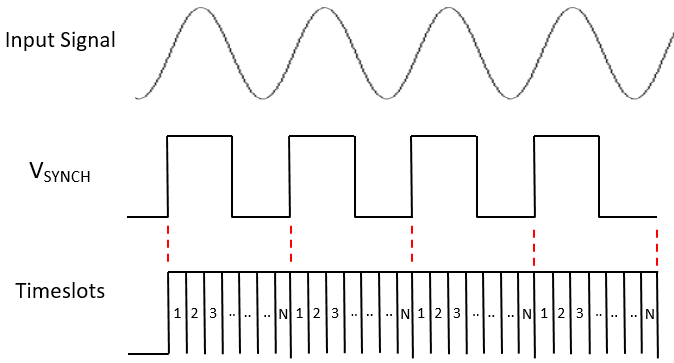 Input Signal
VSYNCH
Timeslots
1 2 3 .. .. .. N 1 2 3 .. .. .. N 1 2 3 .. .. .. N 1 2 3 .. .. .. N